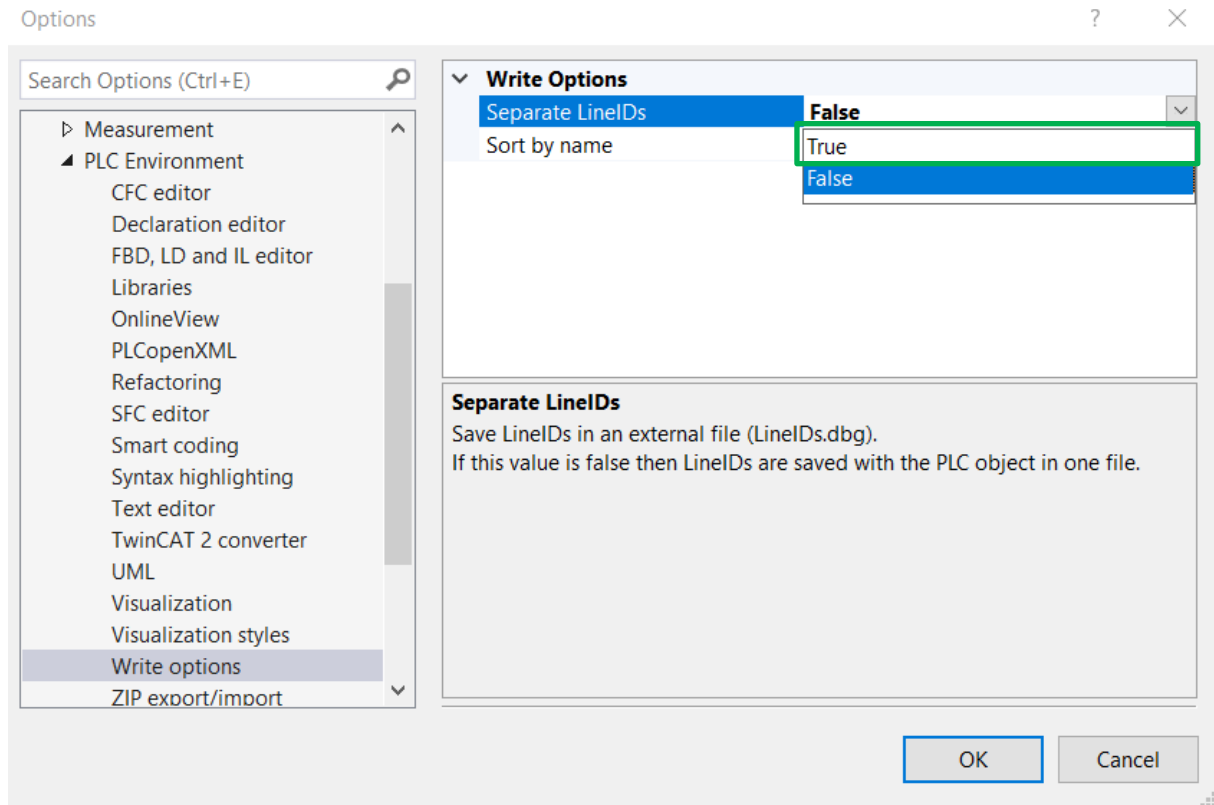 Options
?
Search Options (Ctrl+E)
Measurement
PLC Environment
CFC editor
Declaration editor
FBD, LD and IL editor
Libraries
OnlineView
PLCopenXML
Refactoring
SFC editor
Smart coding
Syntax highlighting
Text editor
TwinCAT 2 converter
UML
Visualization
Visualization styles
Write options
ZIP export/import
Write Options
Separate LineIDs False
Sort by name
True
False
Separate LineIDs
Save LineIDs in an external file (LineIDs.dbg).
If this value is false then LineIDs are saved with the PLC object in one file.
OK Cancel